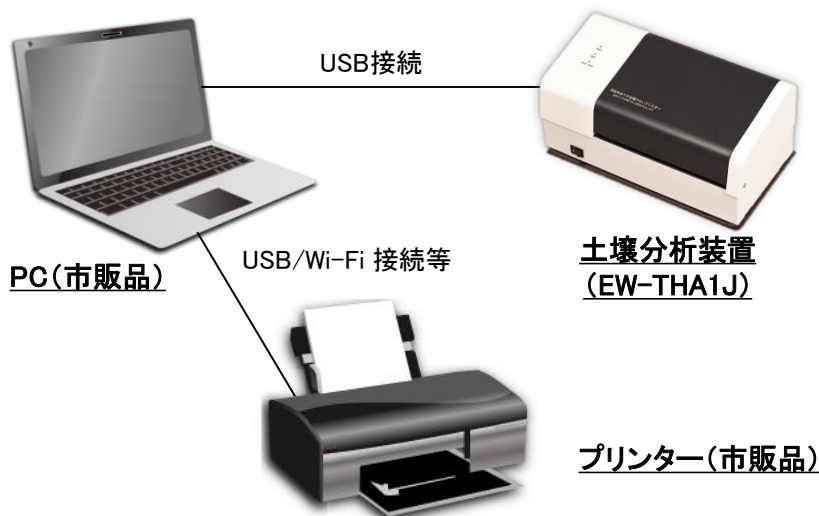 USB接続
土壌分析装置
(EW-THA1J)
PC(市販品)
USB/Wi-Fi 接続等
プリンター(市販品)